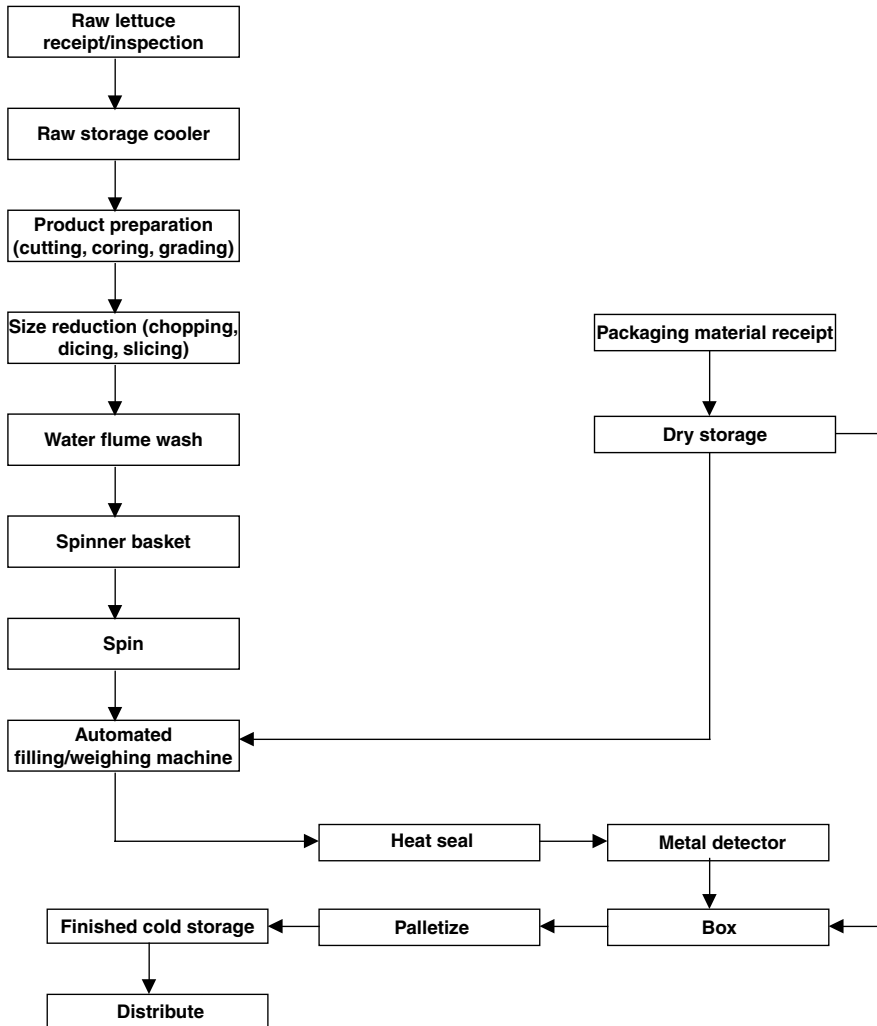 Raw lettuce
receipt/inspection
Raw storage cooler
Product preparation
(cutting, coring, grading)
Size reduction (chopping,
dicing, slicing)
Packaging material receipt
Water flume wash
Dry storage
Spinner basket
Spin
Automated
filling/weighing machine
Heat seal
Metal detector
Finished cold storage
Palletize
Box
Distribute